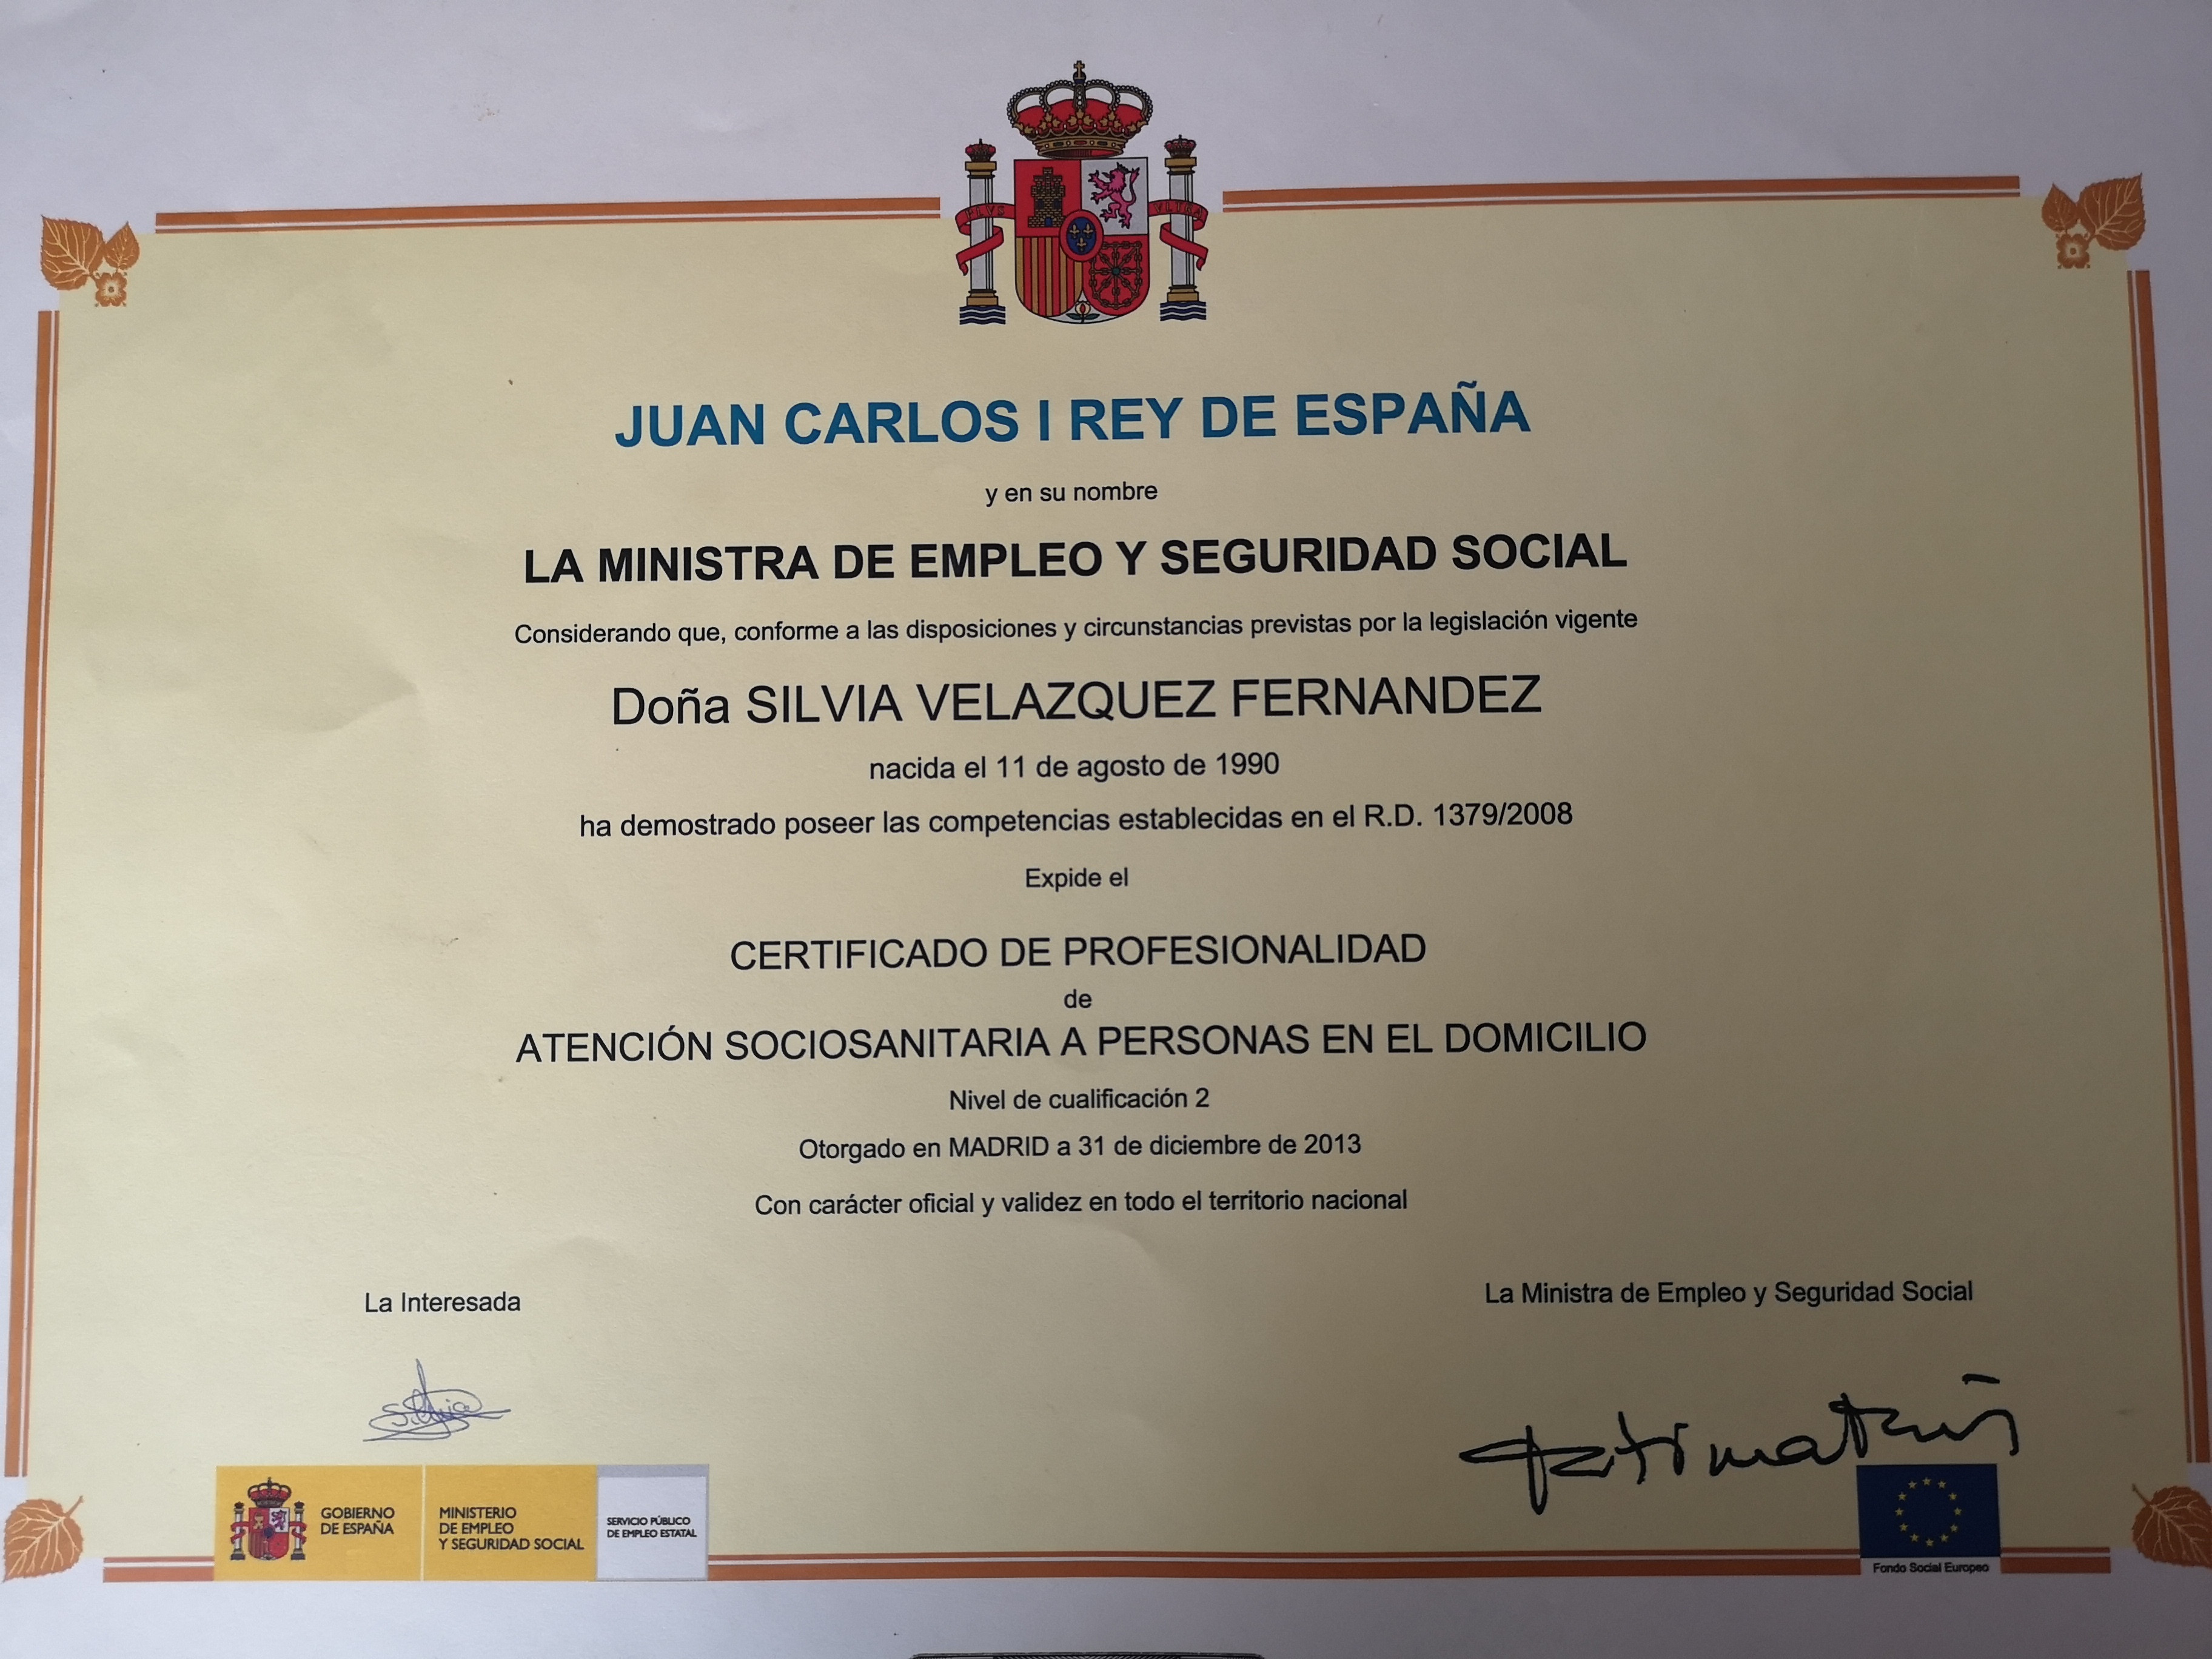 PLVS VLTRA
JUAN CARLOS I REY DE ESPAÑA
y en su nombre
LA MINISTRA DE EMPLEO Y SEGURIDAD SOCIAL
Considerando que, conforme a las disposiciones y circunstancias previstas por la legislación vigente
Doña SILVIA VELAZQUEZ FERNANDEZ
nacida el 11 de agosto de 1990
ha demostrado poseer las competencias establecidas en el R.D. 1379/2008
Expide el
CERTIFICADO DE PROFESIONALIDAD
de
ATENCIÓN SOCIOSANITARIA A PERSONAS EN EL DOMICILIO
Nivel de cualificación 2
Otorgado en MADRID a 31 de diciembre de 2013
Con carácter oficial y validez en todo el territorio nacional
La Interesada
La Ministra de Empleo y Seguridad Social
Silvia
GOBIERNO
DE ESPAÑA
MINISTERIO
DE EMPLEO
Y SEGURIDAD SOCIAL
SERVICIO PÚBLICO
DE EMPLEO ESTATAL
Fondo Social Europeo